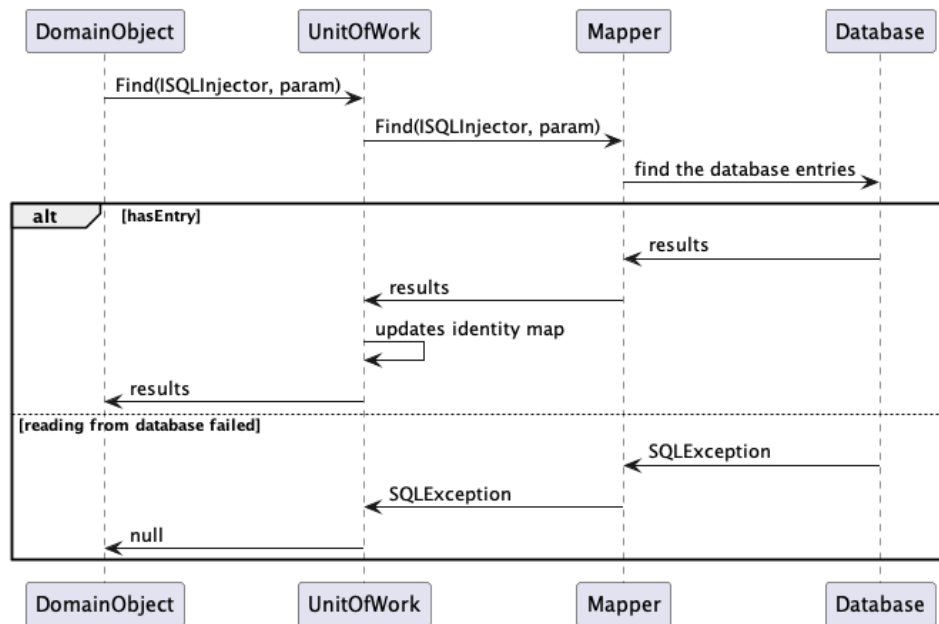 DomainObject UnitOfWork Mapper Database
Find(ISQLInjector, param)
Find(ISQLInjector, param)
find the database entries
alt [hasEntry]
results
results
updates identity map
results
[reading from database failed]
SQLException
SQLException
null
DomainObject UnitOfWork Mapper Database